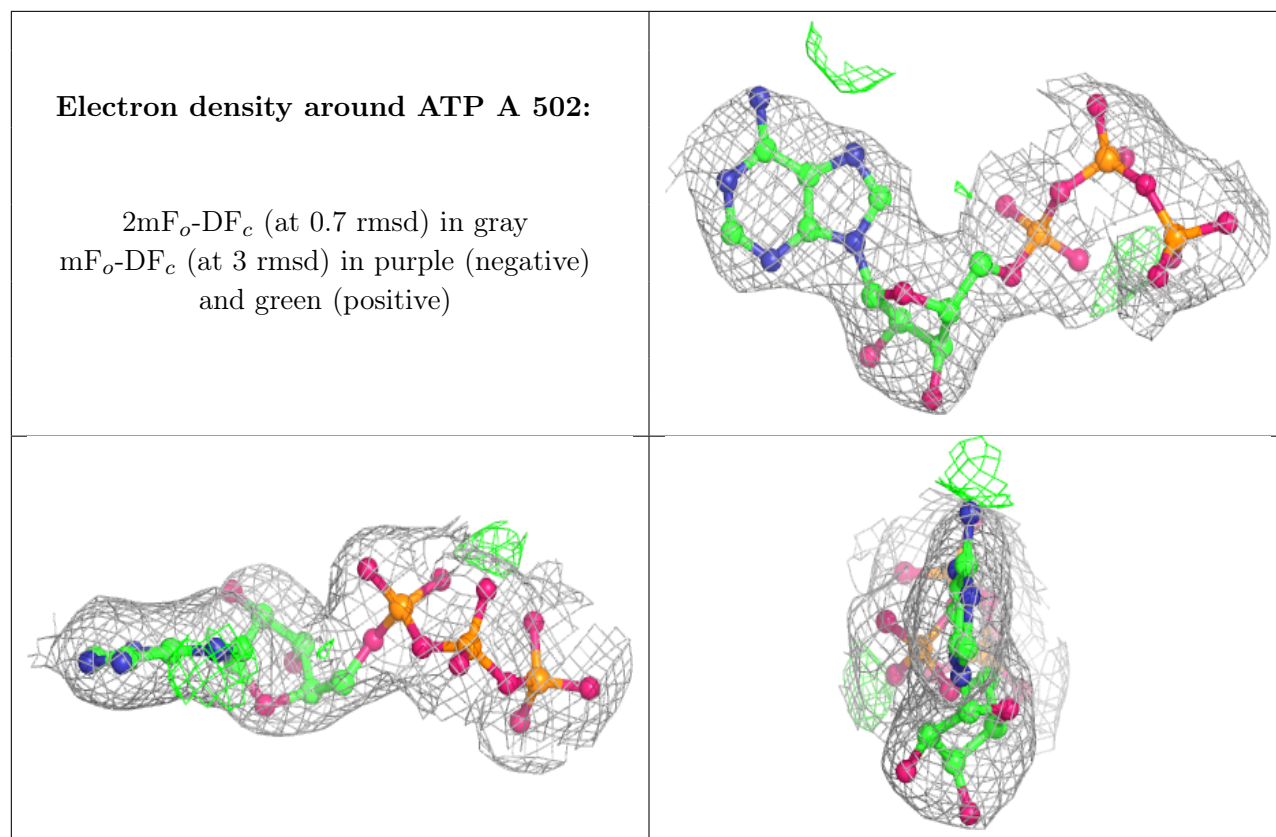 Electron density around ATP A 502:
2mFₒ-DF𝑐 (at 0.7 rmsd) in gray
mFₒ-DF𝑐 (at 3 rmsd) in purple (negative)
and green (positive)